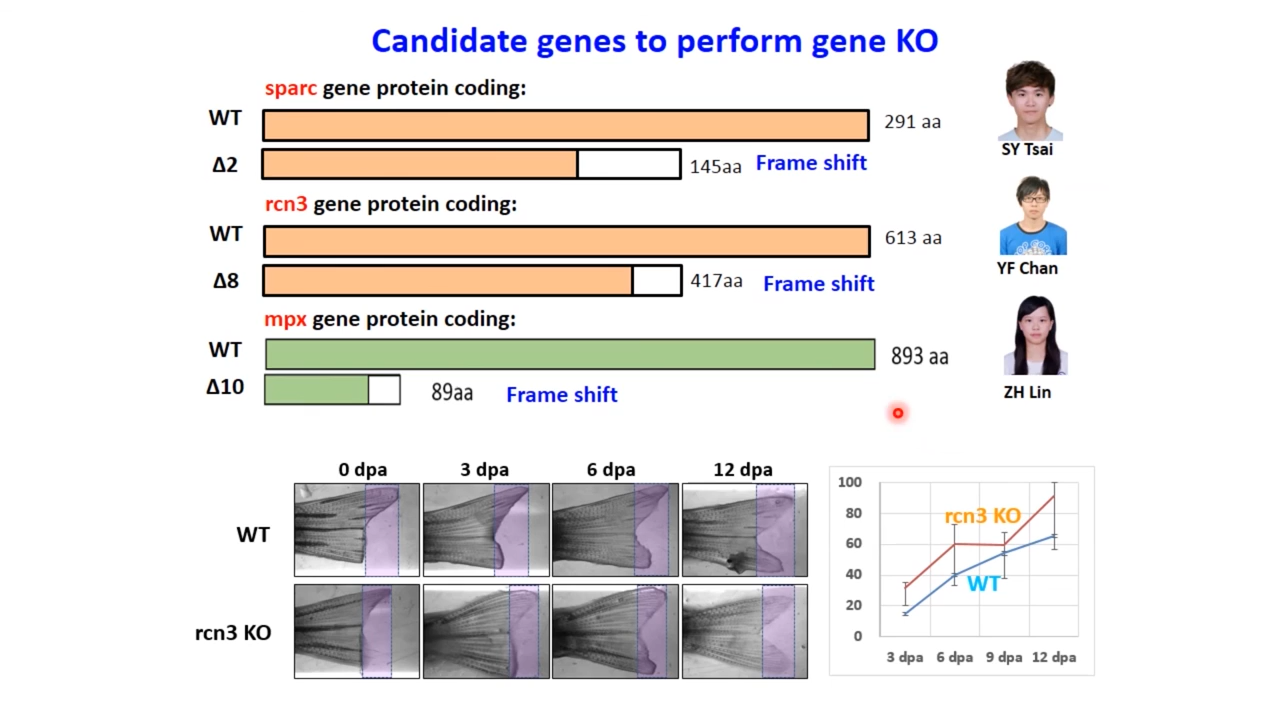 Candidate genes to perform gene KO
sparc gene protein coding:
WT 291 aa
SY Tsai
Δ2 145aa Frame shift
rcn3 gene protein coding:
WT 613 aa
YF Chan
Δ8 417aa Frame shift
mpx gene protein coding:
WT 893 aa
Δ10 89aa Frame shift
ZH Lin
0 dpa 3 dpa 6 dpa 12 dpa
WT
rcn3 KO
100
80
60
40
20
0
rcn3 KO
WT
3 dpa 6 dpa 9 dpa 12 dpa